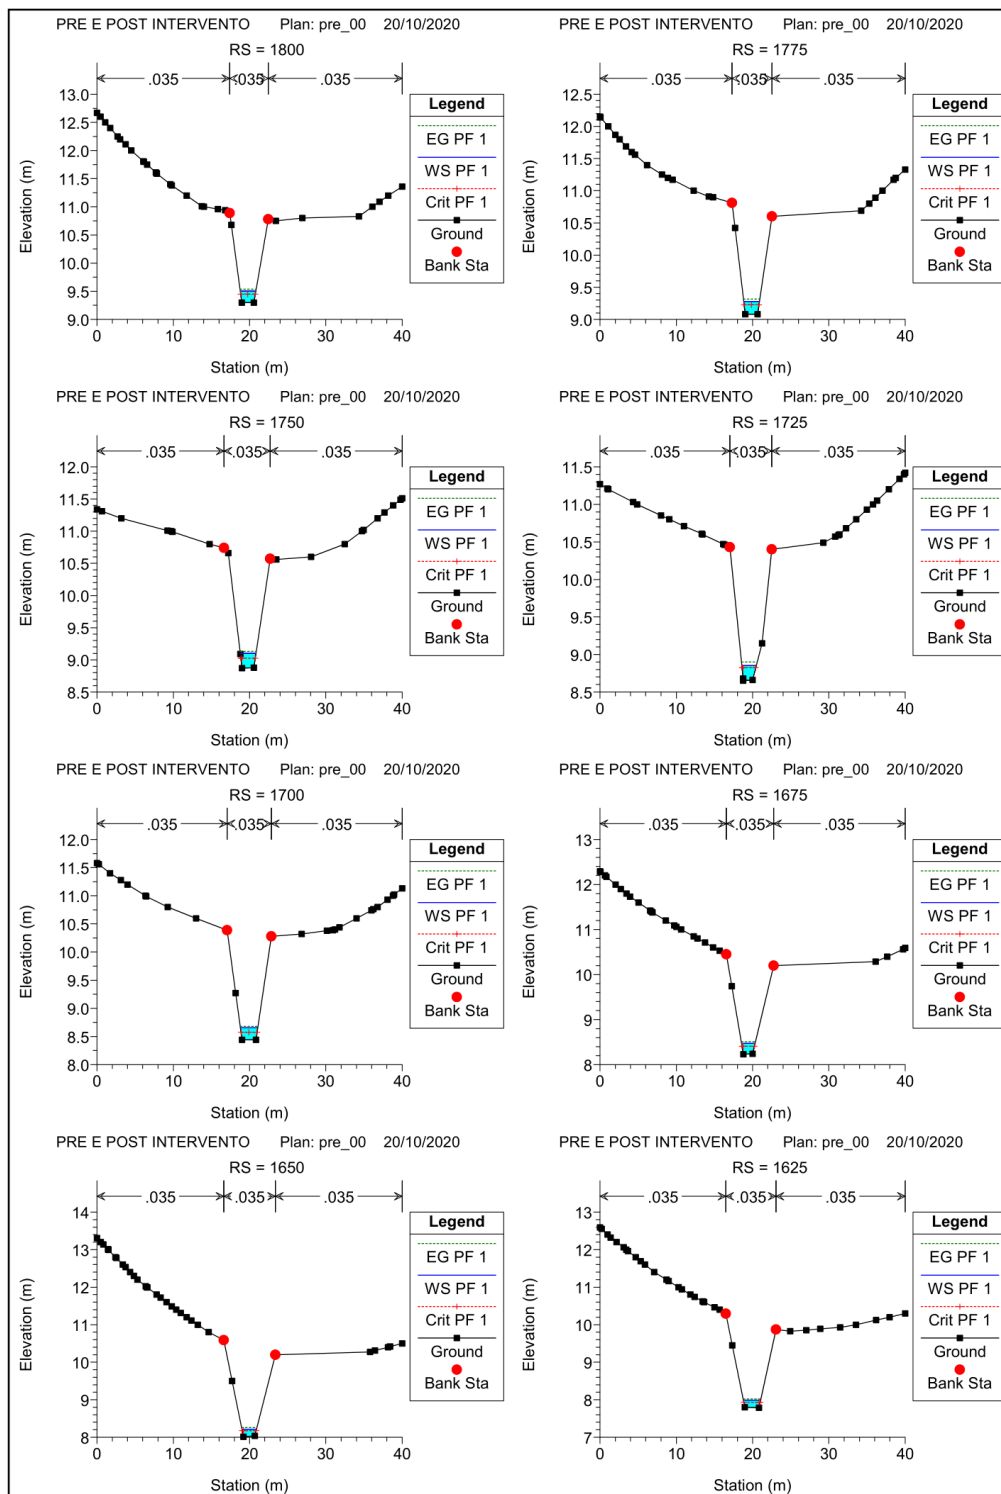 PRE E POST INTERVENTO Plan: pre_00 20/10/2020
RS = 1800
.035 .035 .035
Elevation (m)
13.0
12.5
12.0
11.5
11.0
10.5
10.0
9.5
9.0
0 10 20 30 40
Station (m)
Legend
EG PF 1
WS PF 1
Crit PF 1
Ground
Bank Sta
PRE E POST INTERVENTO Plan: pre_00 20/10/2020
RS = 1775
.035 .035 .035
Elevation (m)
12.5
12.0
11.5
11.0
10.5
10.0
9.5
9.0
0 10 20 30 40
Station (m)
Legend
EG PF 1
WS PF 1
Crit PF 1
Ground
Bank Sta
PRE E POST INTERVENTO Plan: pre_00 20/10/2020
RS = 1750
.035 .035 .035
Elevation (m)
12.0
11.5
11.0
10.5
10.0
9.5
9.0
8.5
0 10 20 30 40
Station (m)
Legend
EG PF 1
WS PF 1
Crit PF 1
Ground
Bank Sta
PRE E POST INTERVENTO Plan: pre_00 20/10/2020
RS = 1725
.035 .035 .035
Elevation (m)
11.5
11.0
10.5
10.0
9.5
9.0
8.5
0 10 20 30 40
Station (m)
Legend
EG PF 1
WS PF 1
Crit PF 1
Ground
Bank Sta
PRE E POST INTERVENTO Plan: pre_00 20/10/2020
RS = 1700
.035 .035 .035
Elevation (m)
12.0
11.5
11.0
10.5
10.0
9.5
9.0
8.5
8.0
0 10 20 30 40
Station (m)
Legend
EG PF 1
WS PF 1
Crit PF 1
Ground
Bank Sta
PRE E POST INTERVENTO Plan: pre_00 20/10/2020
RS = 1675
.035 .035 .035
Elevation (m)
13
12
11
10
9
8
0 10 20 30 40
Station (m)
Legend
EG PF 1
WS PF 1
Crit PF 1
Ground
Bank Sta
PRE E POST INTERVENTO Plan: pre_00 20/10/2020
RS = 1650
.035 .035 .035
Elevation (m)
14
13
12
11
10
9
8
0 10 20 30 40
Station (m)
Legend
EG PF 1
WS PF 1
Crit PF 1
Ground
Bank Sta
PRE E POST INTERVENTO Plan: pre_00 20/10/2020
RS = 1625
.035 .035 .035
Elevation (m)
13
12
11
10
9
8
7
0 10 20 30 40
Station (m)
Legend
EG PF 1
WS PF 1
Crit PF 1
Ground
Bank Sta